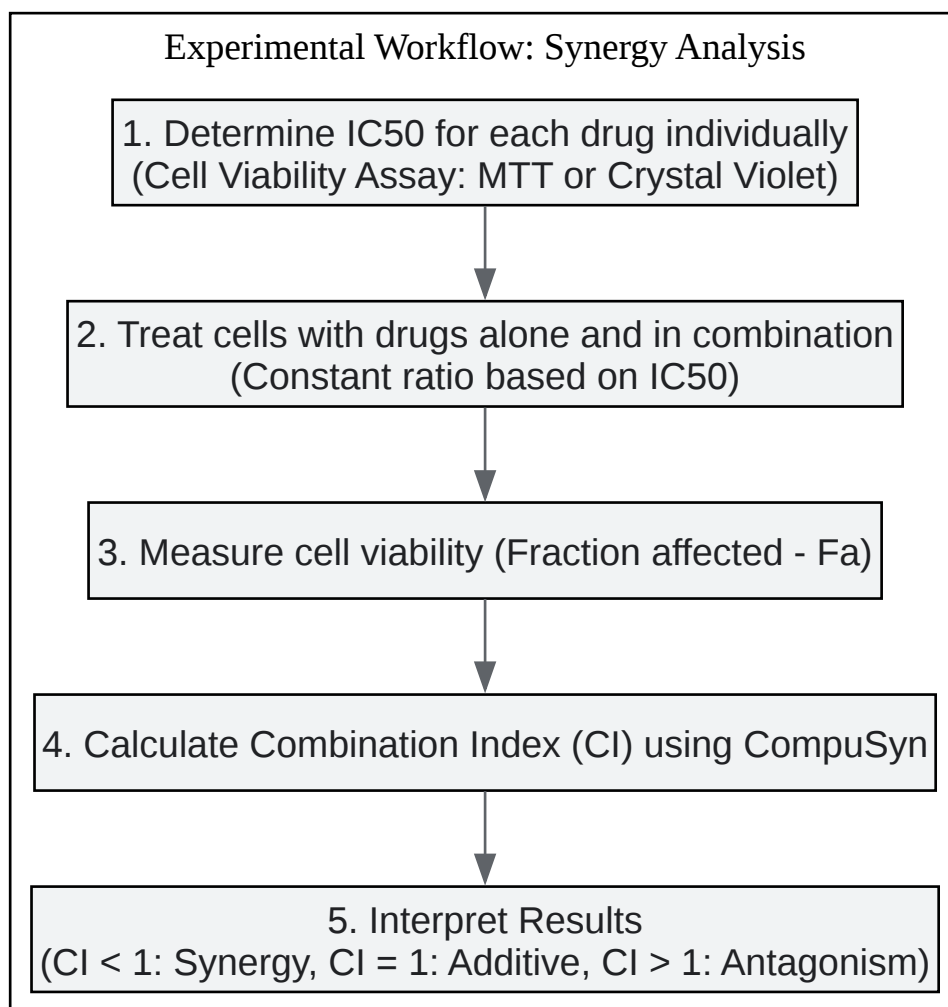 Experimental Workflow: Synergy Analysis
1. Determine IC50 for each drug individually
(Cell Viability Assay: MTT or Crystal Violet)
2. Treat cells with drugs alone and in combination
(Constant ratio based on IC50)
3. Measure cell viability (Fraction affected - Fa)
4. Calculate Combination Index (CI) using CompuSyn
5. Interpret Results
(CI < 1: Synergy, CI = 1: Additive, CI > 1: Antagonism)